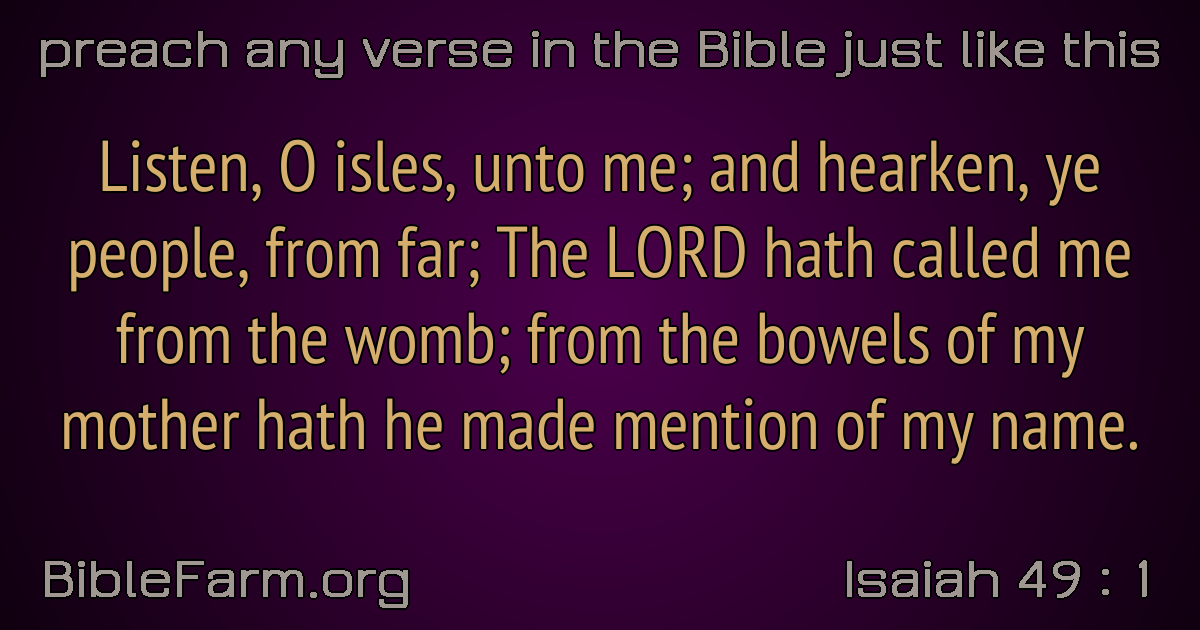 preach any verse in the Bible just like this
Listen, O isles, unto me; and hearken, ye
people, from far; The LORD hath called me
from the womb; from the bowels of my
mother hath he made mention of my name.
BibleFarm.org
Isaiah 49 : 1